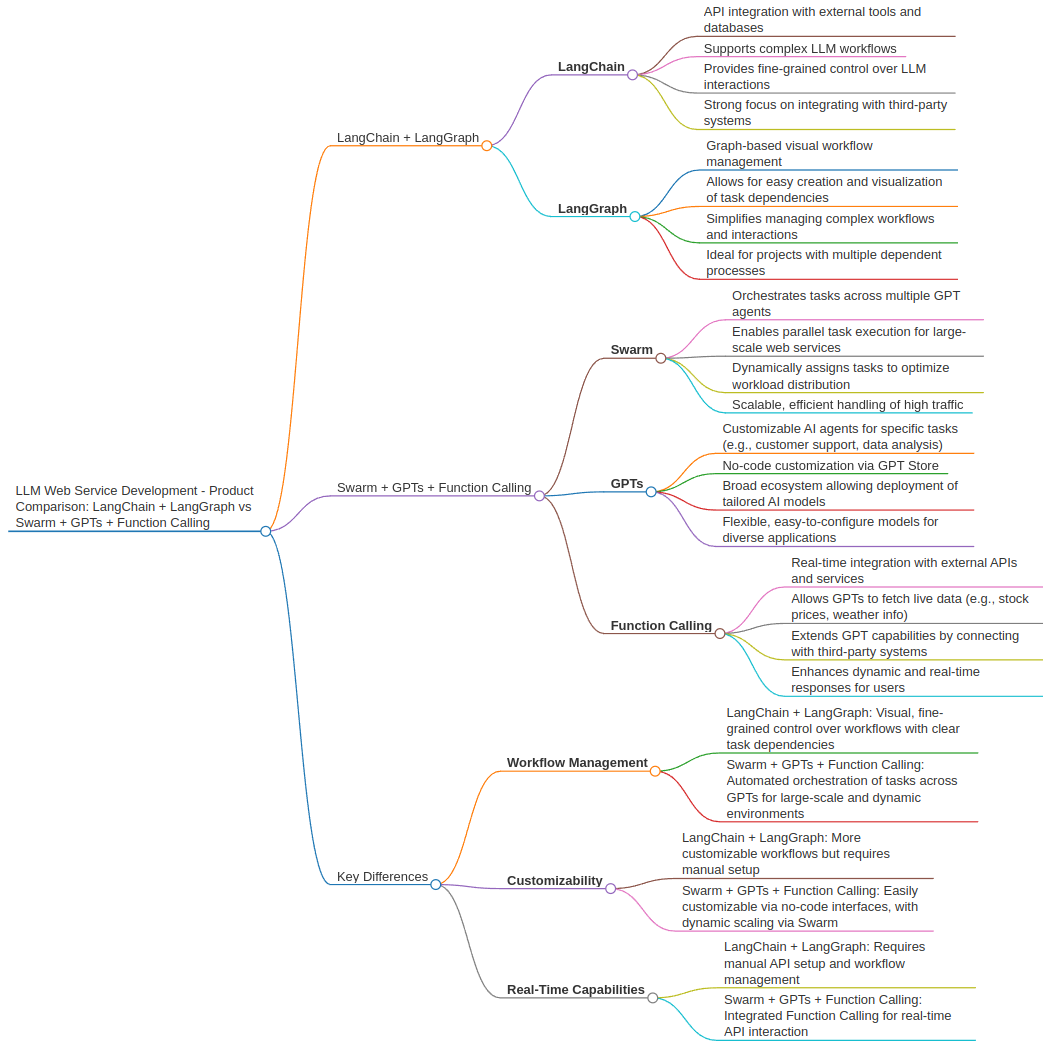 LLM Web Service Development - Product
Comparison: LangChain + LangGraph vs
Swarm + GPTs + Function Calling
LangChain + LangGraph
LangChain
API integration with external tools and
databases
Supports complex LLM workflows
Provides fine-grained control over LLM
interactions
Strong focus on integrating with third-party
systems
LangGraph
Graph-based visual workflow
management
Allows for easy creation and visualization
of task dependencies
Simplifies managing complex workflows
and interactions
Ideal for projects with multiple dependent
processes
Swarm + GPTs + Function Calling
Swarm
Orchestrates tasks across multiple GPT
agents
Enables parallel task execution for large-
scale web services
Dynamically assigns tasks to optimize
workload distribution
Scalable, efficient handling of high traffic
GPTs
Customizable AI agents for specific tasks
(e.g., customer support, data analysis)
No-code customization via GPT Store
Broad ecosystem allowing deployment of
tailored AI models
Flexible, easy-to-configure models for
diverse applications
Function Calling
Real-time integration with external APIs
and services
Allows GPTs to fetch live data (e.g., stock
prices, weather info)
Extends GPT capabilities by connecting
with third-party systems
Enhances dynamic and real-time
responses for users
Key Differences
Workflow Management
LangChain + LangGraph: Visual, fine-
grained control over workflows with clear
task dependencies
Swarm + GPTs + Function Calling:
Automated orchestration of tasks across
GPTs for large-scale and dynamic
environments
Customizability
LangChain + LangGraph: More
customizable workflows but requires
manual setup
Swarm + GPTs + Function Calling: Easily
customizable via no-code interfaces, with
dynamic scaling via Swarm
Real-Time Capabilities
LangChain + LangGraph: Requires
manual API setup and workflow
management
Swarm + GPTs + Function Calling:
Integrated Function Calling for real-time
API interaction